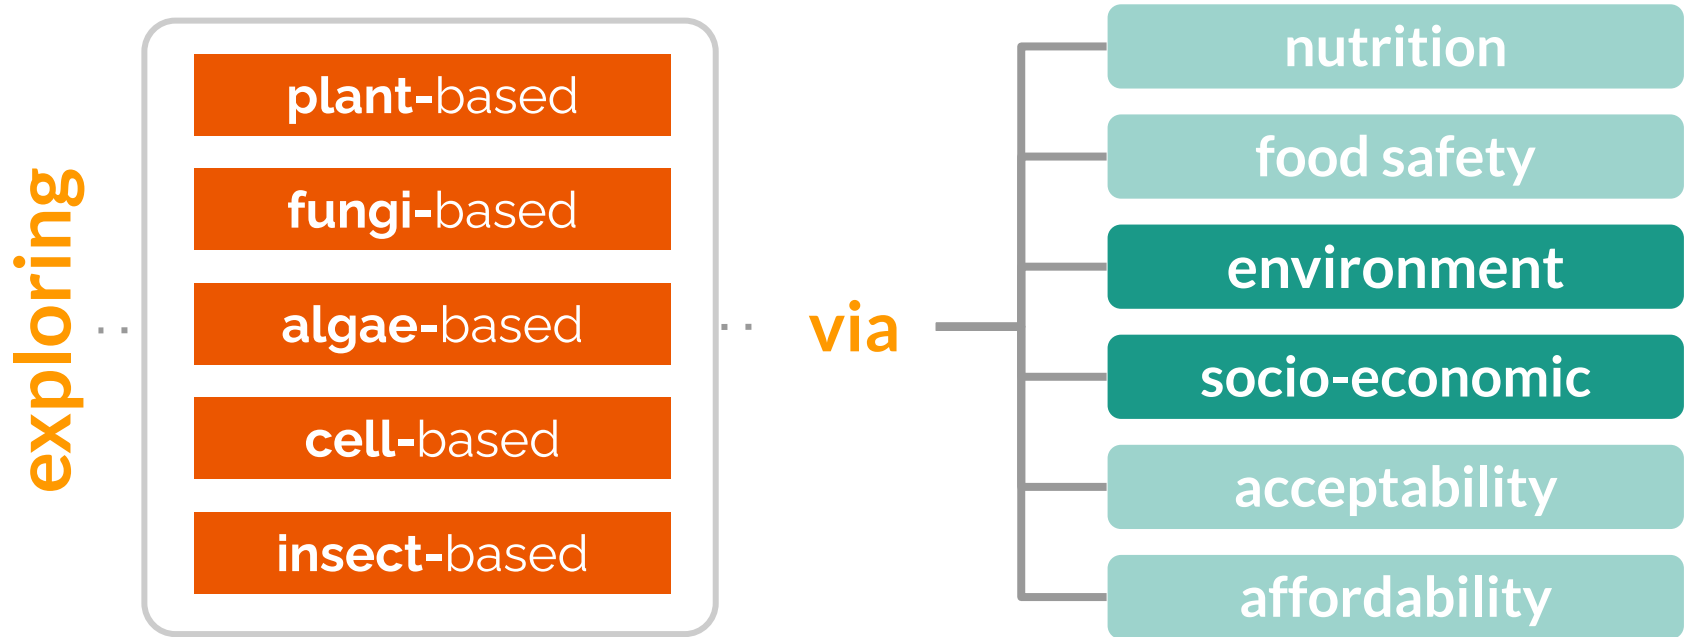 exploring
plant-based
fungi-based
algae-based
cell-based
insect-based
via
nutrition
food safety
environment
socio-economic
acceptability
affordability